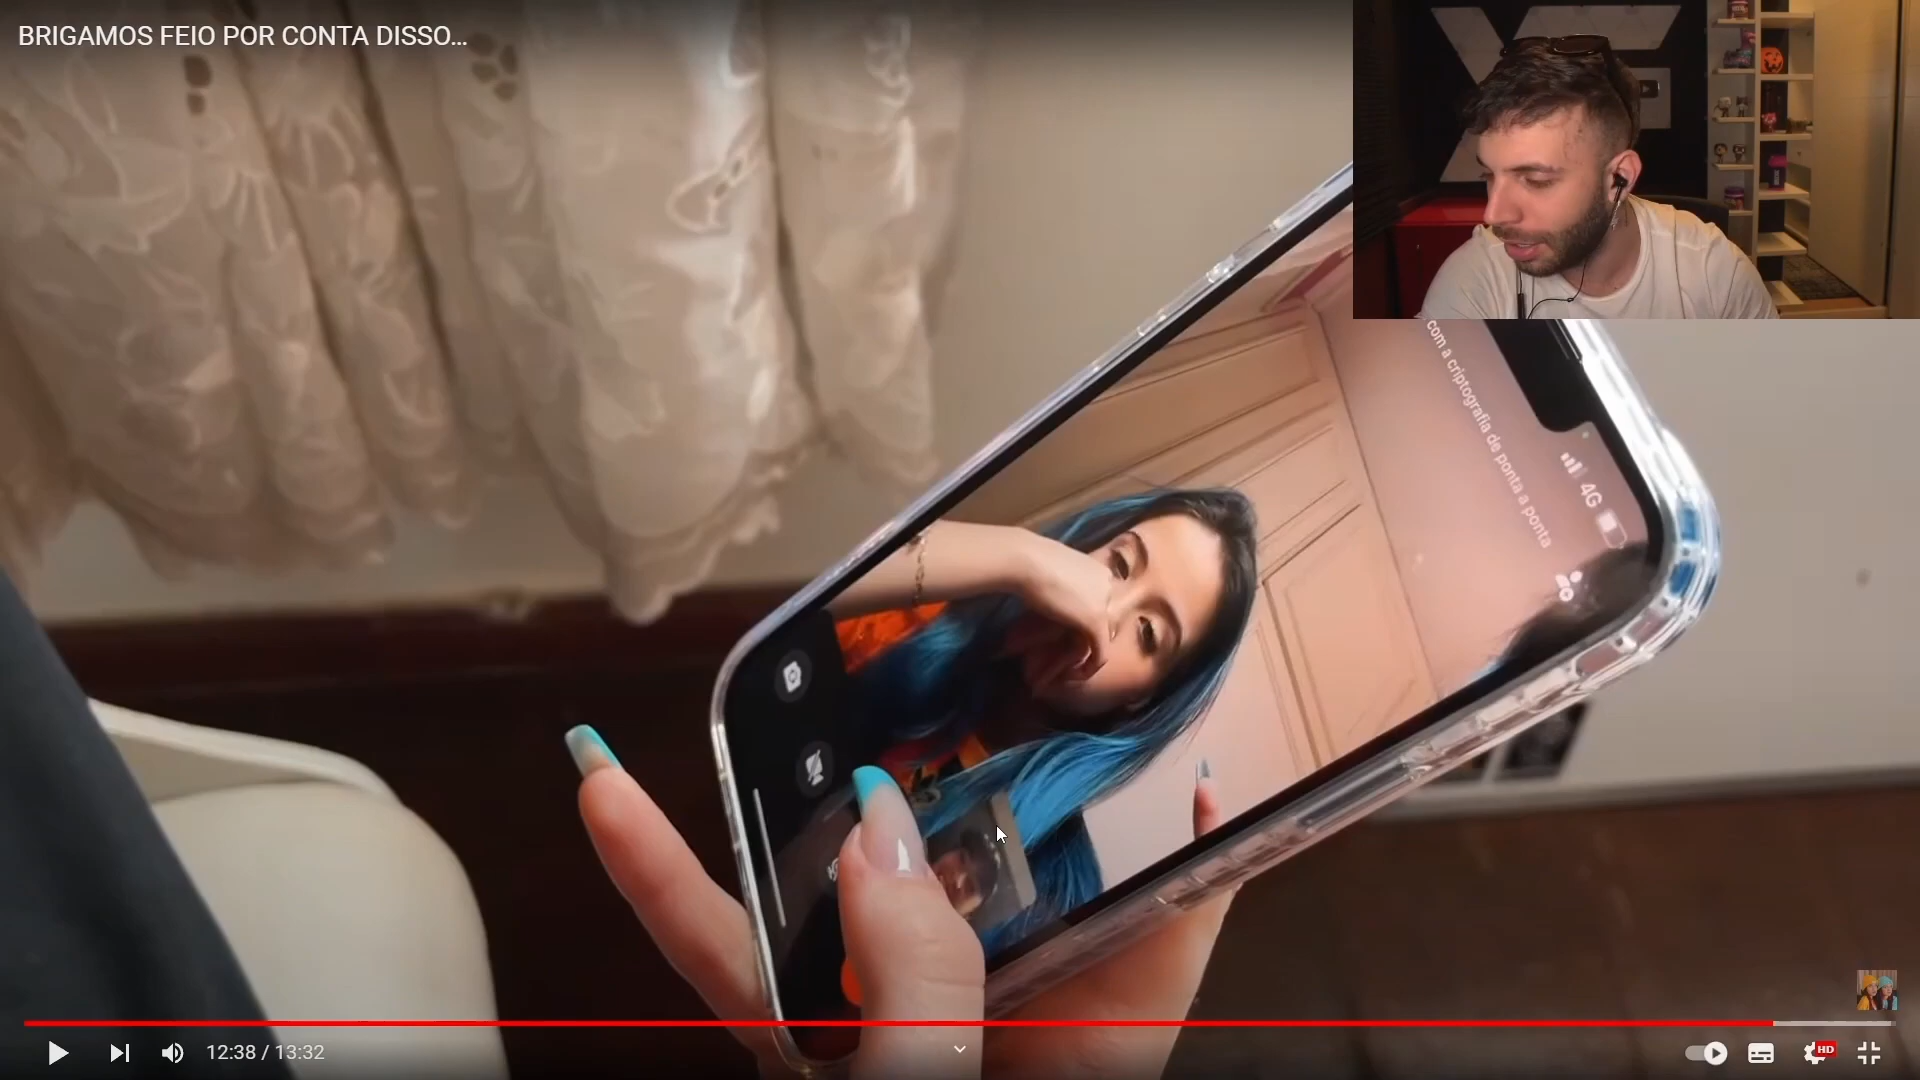 BRIGAMOS FEIO POR CONTA DISSO...
com a criptografia de ponta a ponta
4G
12:38 / 13:32
HD